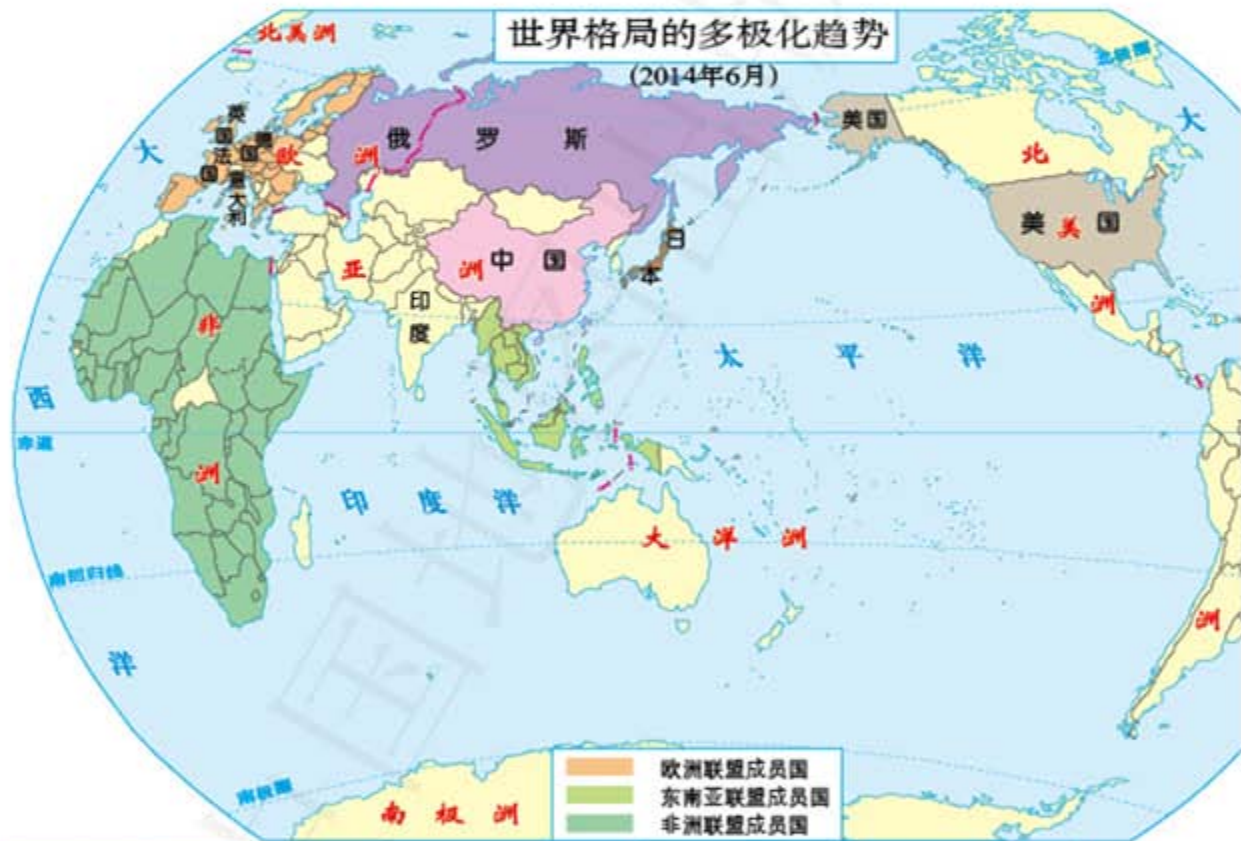 世界格局的多极化趋势
(2014年6月)
北美洲
北极圈
大
西
洋
英国
法国
德国
意大利
欧洲
俄罗斯
美国
大
北
美国
美
洲
亚洲
中国
日本
印度
非
洲
太平洋
赤道
印度洋
大洋洲
南回归线
洲
南极圈
南极洲
欧洲联盟成员国
东南亚联盟成员国
非洲联盟成员国